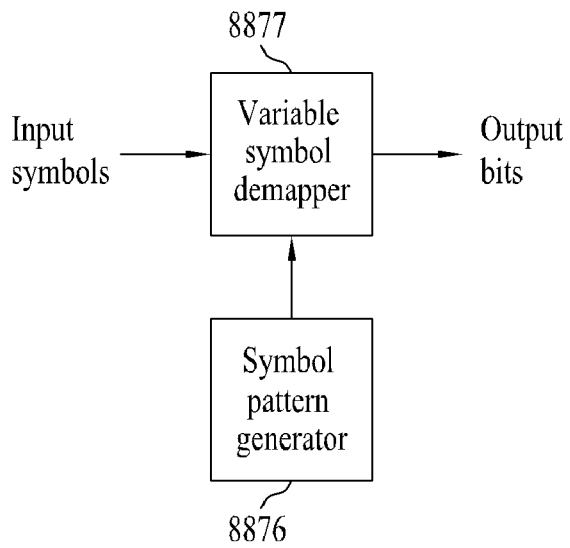 8877
Input
symbols
Variable
symbol
demapper
Output
bits
Symbol
pattern
generator
8876